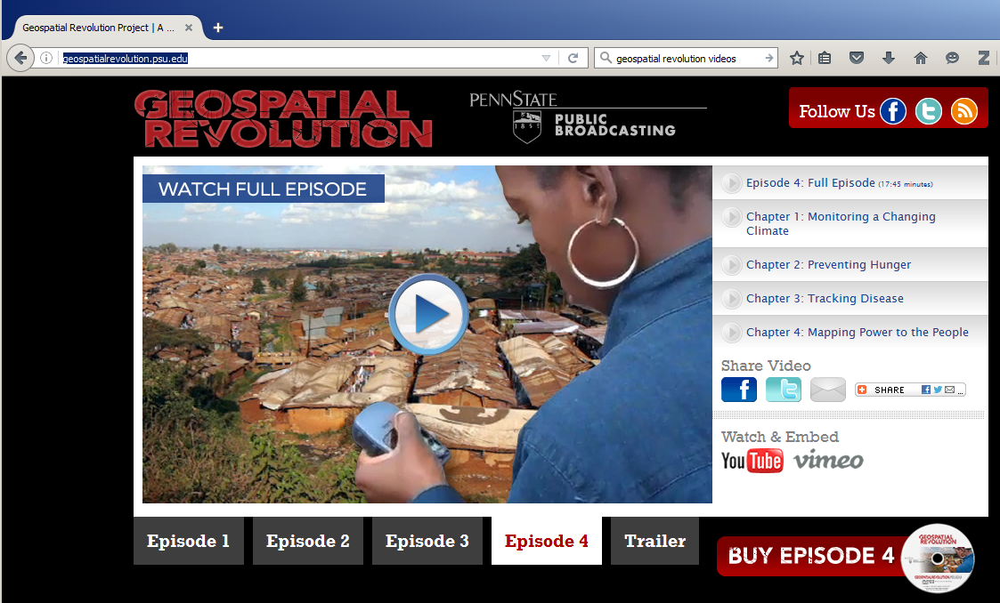 Geospatial Revolution Project | A ...
geospatialrevolution.psu.edu
geospatial revolution videos
Z
GEOSPATIAL
REVOLUTION
PENNSTATE
1855
PUBLIC
BROADCASTING
Follow Us
WATCH FULL EPISODE
Episode 4: Full Episode (17:45 minutes)
Chapter 1: Monitoring a Changing
Climate
Chapter 2: Preventing Hunger
Chapter 3: Tracking Disease
Chapter 4: Mapping Power to the People
Share Video
SHARE ...
Watch & Embed
YouTube vimeo
Episode 1
Episode 2
Episode 3
Episode 4
Trailer
BUY EPISODE 4
GEOSPATIAL
REVOLUTION